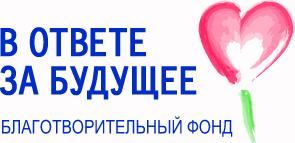 В ОТВЕТЕ
ЗА БУДУЩЕЕ
БЛАГОТВОРИТЕЛЬНЫЙ ФОНД